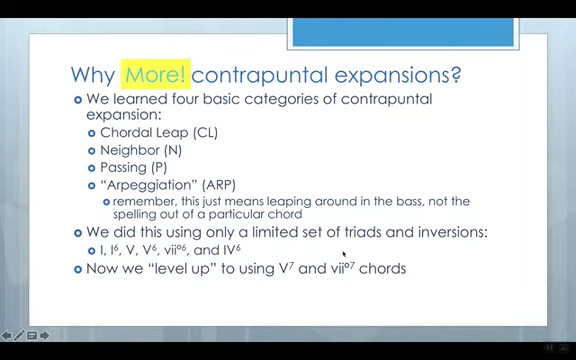 Why More! contrapuntal expansions?
We learned four basic categories of contrapuntal
expansion:
Chordal Leap (CL)
Neighbor (N)
Passing (P)
“Arpeggiation” (ARP)
remember, this just means leaping around in the bass, not the
spelling out of a particular chord
We did this using only a limited set of triads and inversions:
I, I⁶, V, V⁶, vii°⁶, and IV⁶
Now we “level up” to using V⁷ and vii°⁷ chords